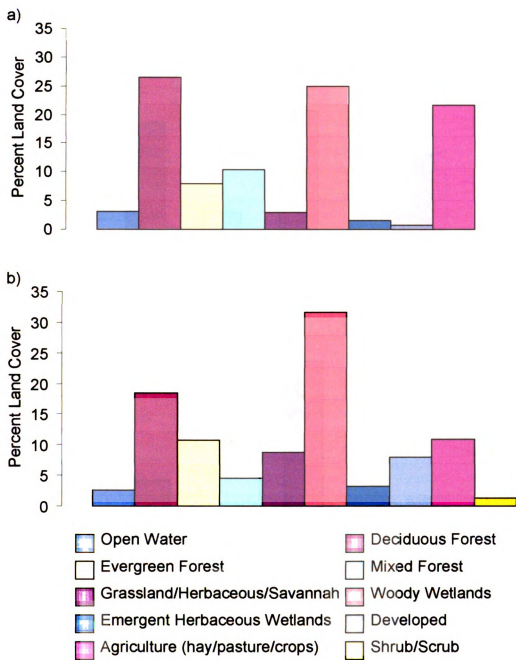 a)
35
30
25
20
15
10
5
0
Percent Land Cover
b)
35
30
25
20
15
10
5
0
Percent Land Cover
Open Water
Deciduous Forest
Evergreen Forest
Mixed Forest
Grassland/Herbaceous/Savannah
Woody Wetlands
Emergent Herbaceous Wetlands
Developed
Agriculture (hay/pasture/crops)
Shrub/Scrub